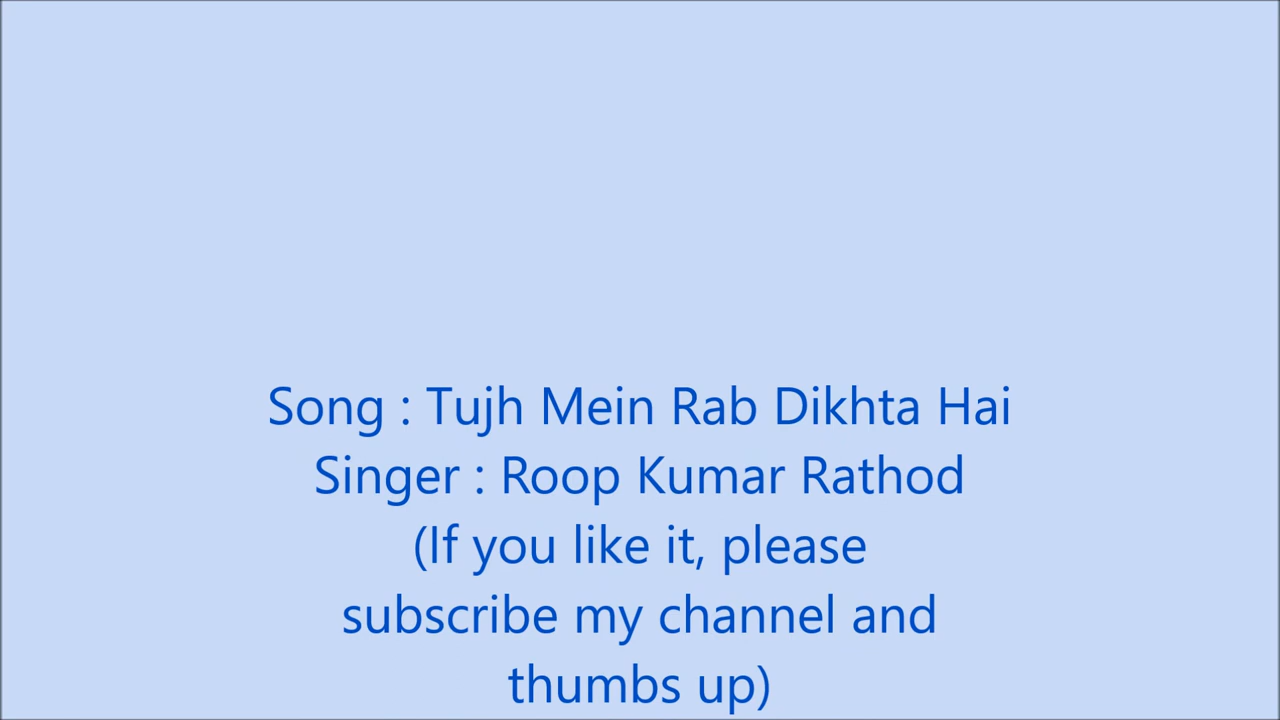 Song : Tujh Mein Rab Dikhta Hai
Singer : Roop Kumar Rathod
(If you like it, please
subscribe my channel and
thumbs up)